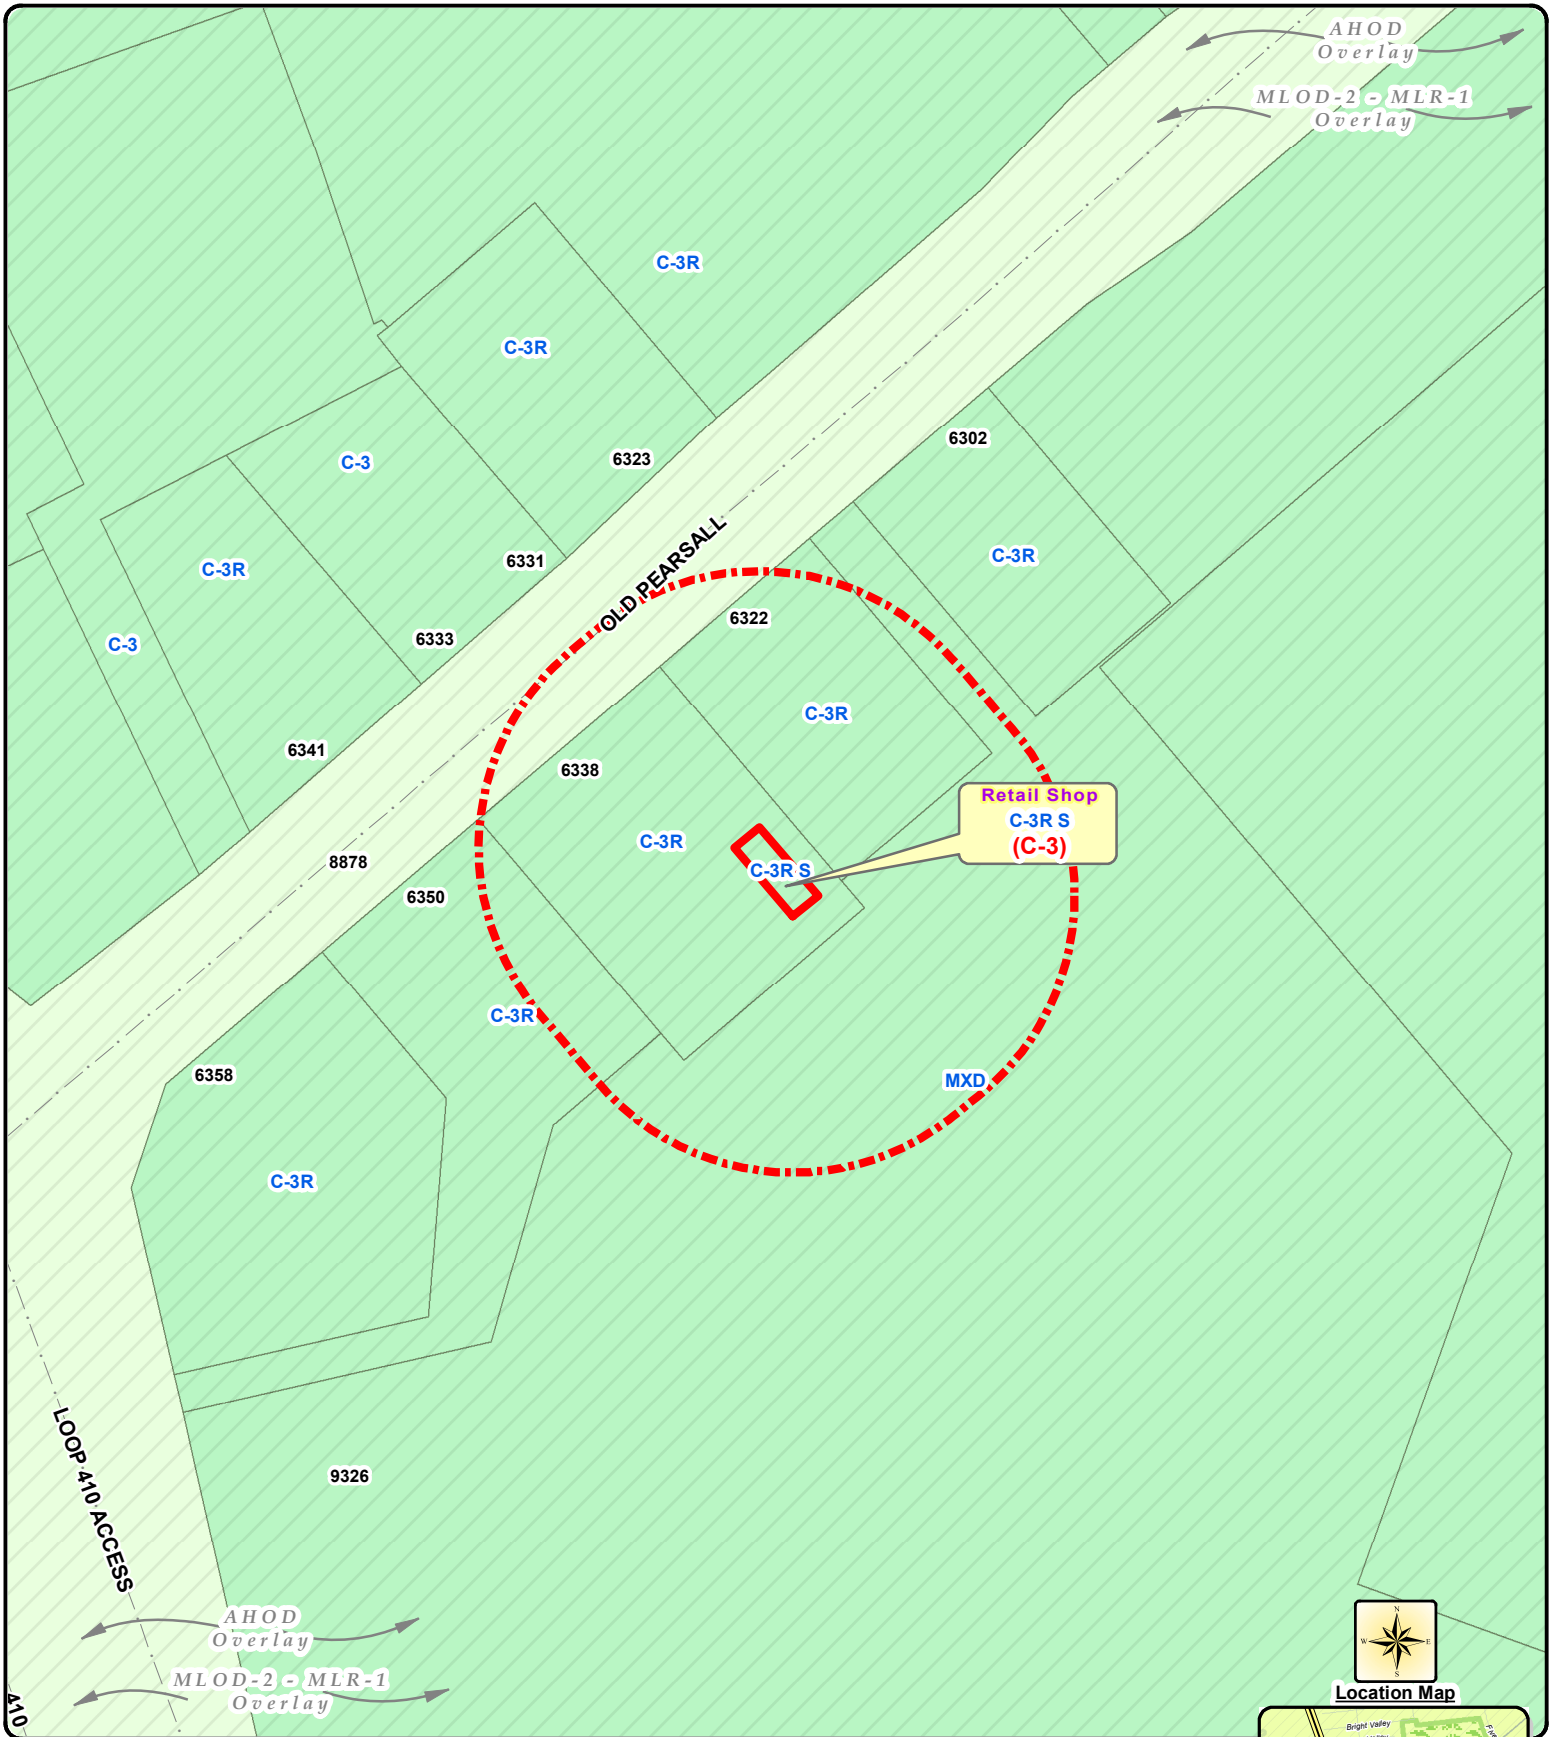 AHOD
Overlay
MLOD-2 - MLR-1
Overlay
C-3R
C-3R
6302
6323
C-3
OLD PEARSALL
C-3R
6331
C-3R
6322
6333
C-3
C-3R
6341
6338
Retail Shop
C-3R S
(C-3)
C-3R
8878
C-3R S
6350
C-3R
6358
MXD
C-3R
LOOP 410 ACCESS
9326
AHOD
Overlay
MLOD-2 - MLR-1
Overlay
410
N
W
E
S
Location Map
Bright Valley